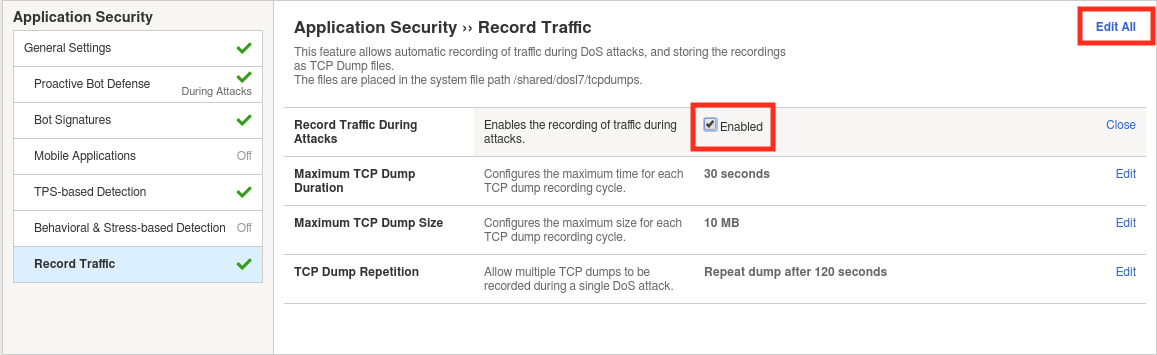 Application Security
General Settings
Proactive Bot Defense
During Attacks
Bot Signatures
Mobile Applications Off
TPS-based Detection
Behavioral & Stress-based Detection Off
Record Traffic
Application Security ›› Record Traffic
Edit All
This feature allows automatic recording of traffic during DoS attacks, and storing the recordings
as TCP Dump files.
The files are placed in the system file path /shared/dosl7/tcpdumps.
Record Traffic During
Attacks
Enables the recording of traffic during
attacks.
Enabled
Close
Maximum TCP Dump
Duration
Configures the maximum time for each
TCP dump recording cycle.
30 seconds
Edit
Maximum TCP Dump Size
Configures the maximum size for each
TCP dump recording cycle.
10 MB
Edit
TCP Dump Repetition
Allow multiple TCP dumps to be
recorded during a single DoS attack.
Repeat dump after 120 seconds
Edit